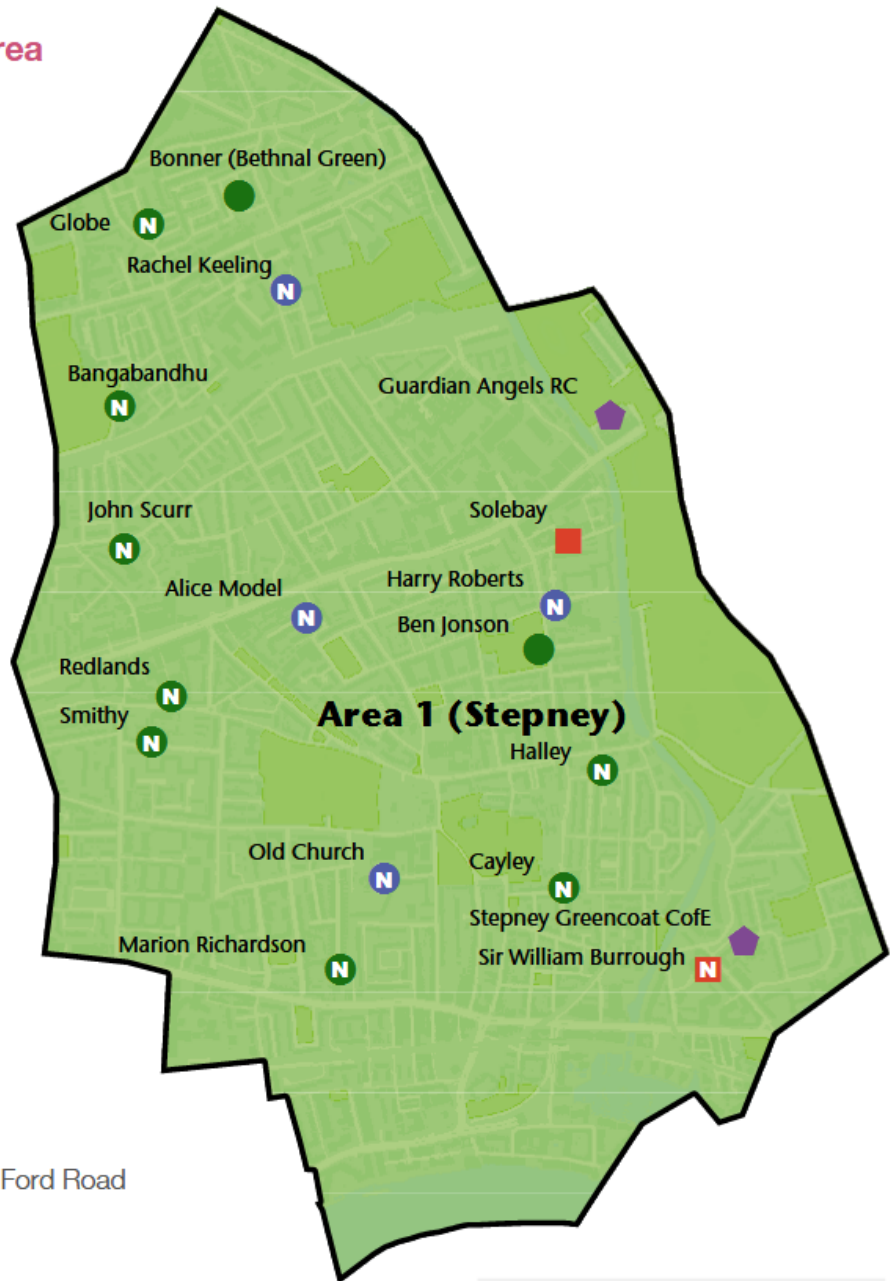 rea
Bonner (Bethnal Green)
Globe
N
Rachel Keeling
N
Bangabandhu
N
Guardian Angels RC
John Scurr
N
Solebay
Alice Model
N
Harry Roberts
N
Ben Jonson
Redlands
N
Smithy
N
Area 1 (Stepney)
Halley
N
Old Church
N
Cayley
N
Stepney Greencoat CofE
Marion Richardson
N
Sir William Burrough
N
Ford Road